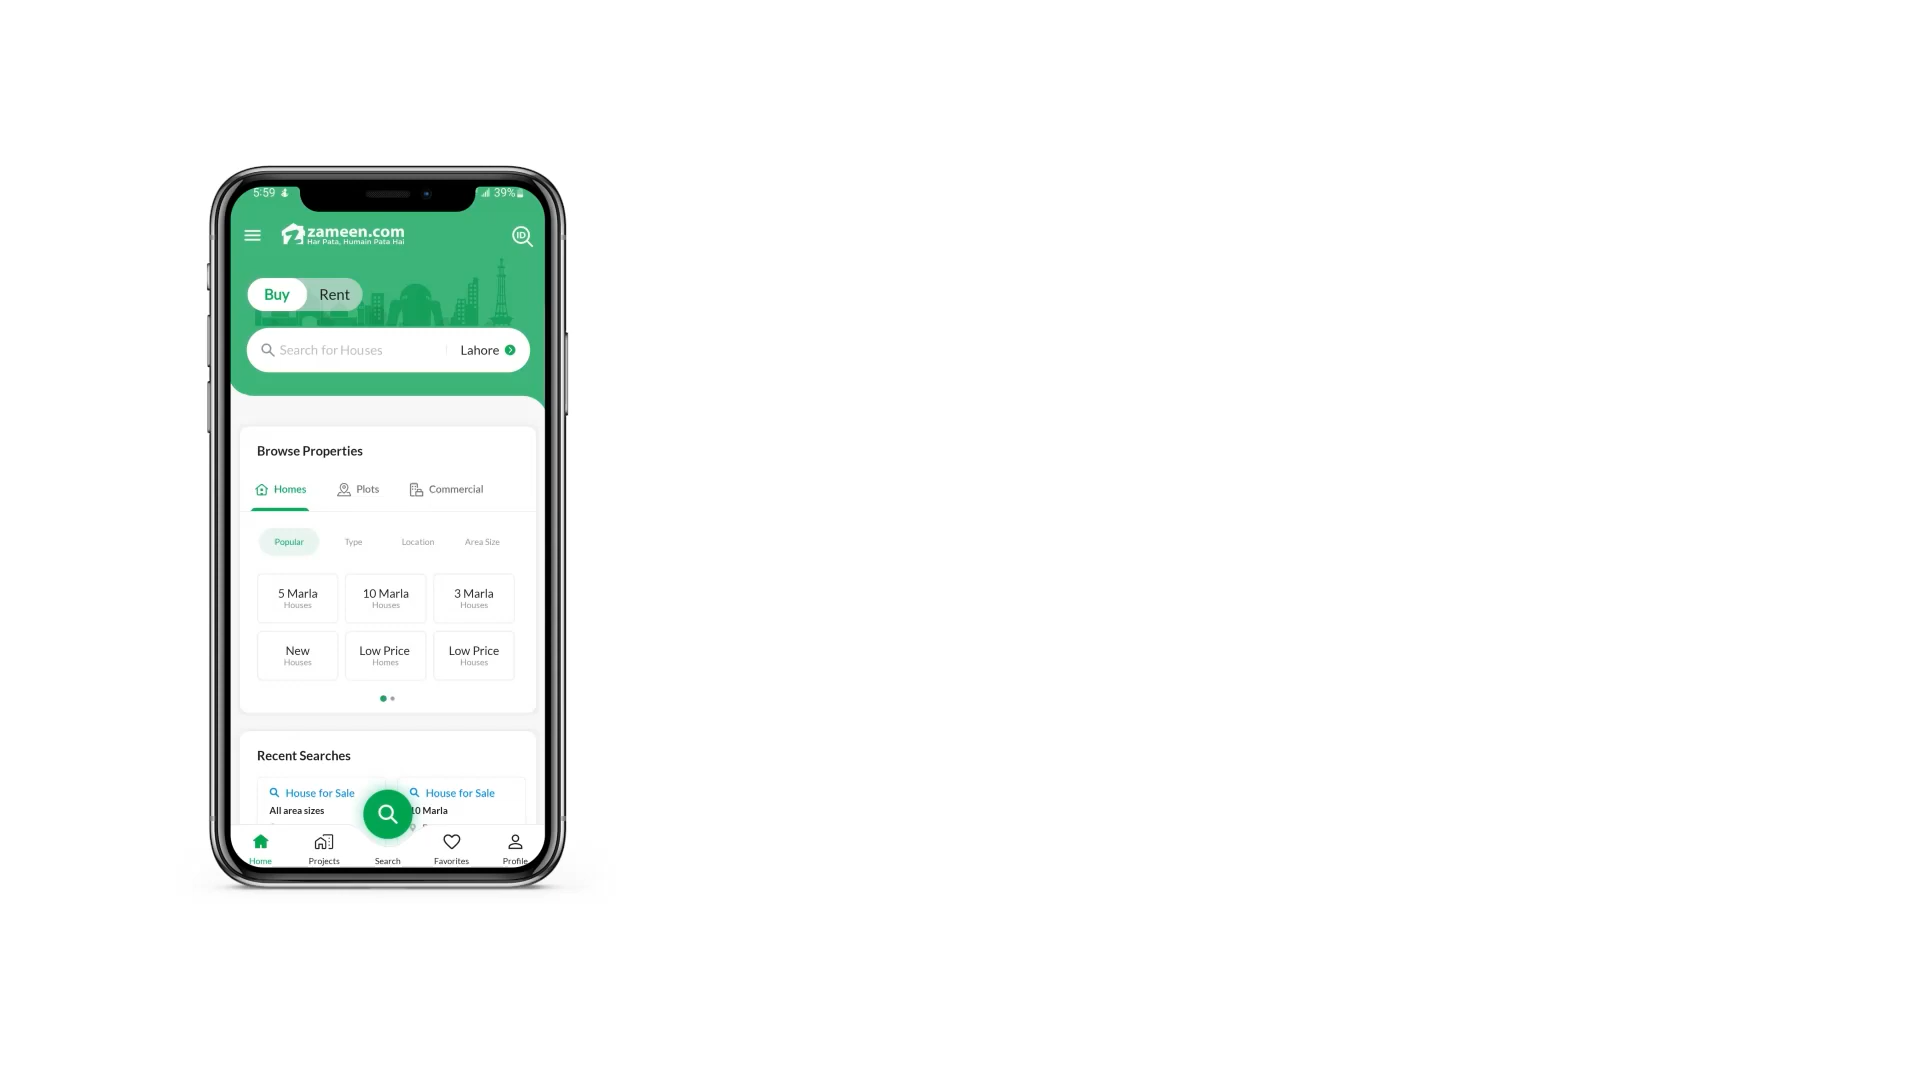 5:59
39%
zameen.com
Har Pata, Humain Pata Hai
ID
Buy Rent
Search for Houses Lahore
Browse Properties
Homes Plots Commercial
Popular Type Location Area Size
5 Marla 10 Marla 3 Marla
Houses Houses Houses
New Low Price Low Price
Houses Homes Houses
Recent Searches
House for Sale House for Sale
All area sizes 10 Marla
Home Projects Search Favorites Profile